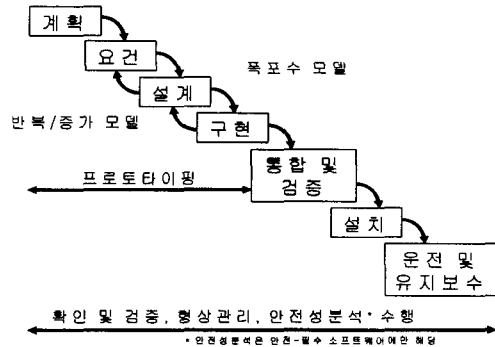 계획
요건
폭포수 모델
설계
반복/증가 모델
구현
통합 및
검증
프로토타이핑
설치
운전 및
유지보수
확인 및 검증, 형상관리, 안전성분석* 수행
* 안전성분석은 안전-필수 소프트웨어에만 해당